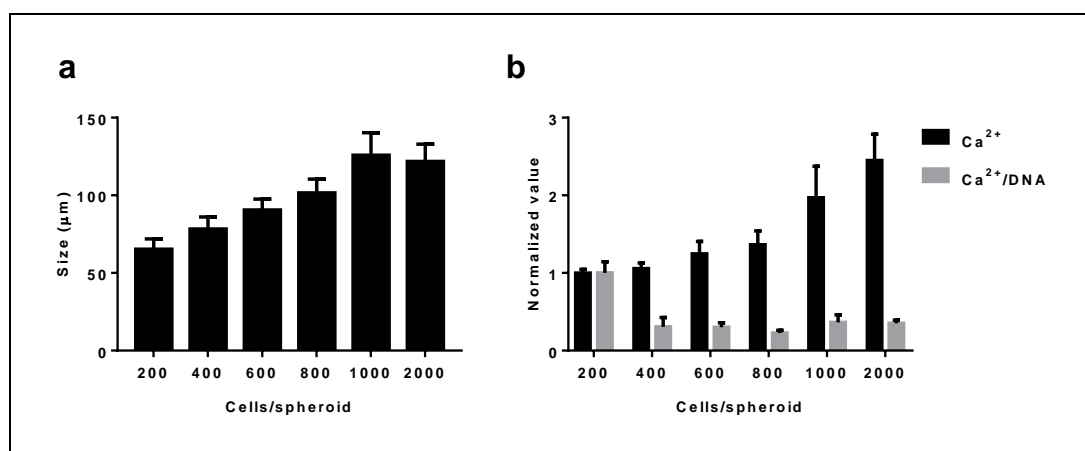 a
150
100
50
0
Size (µm)
200 400 600 800 1000 2000
Cells/spheroid
b
3
2
1
0
Normalized value
200 400 600 800 1000 2000
Cells/spheroid
Ca²⁺
Ca²⁺/DNA